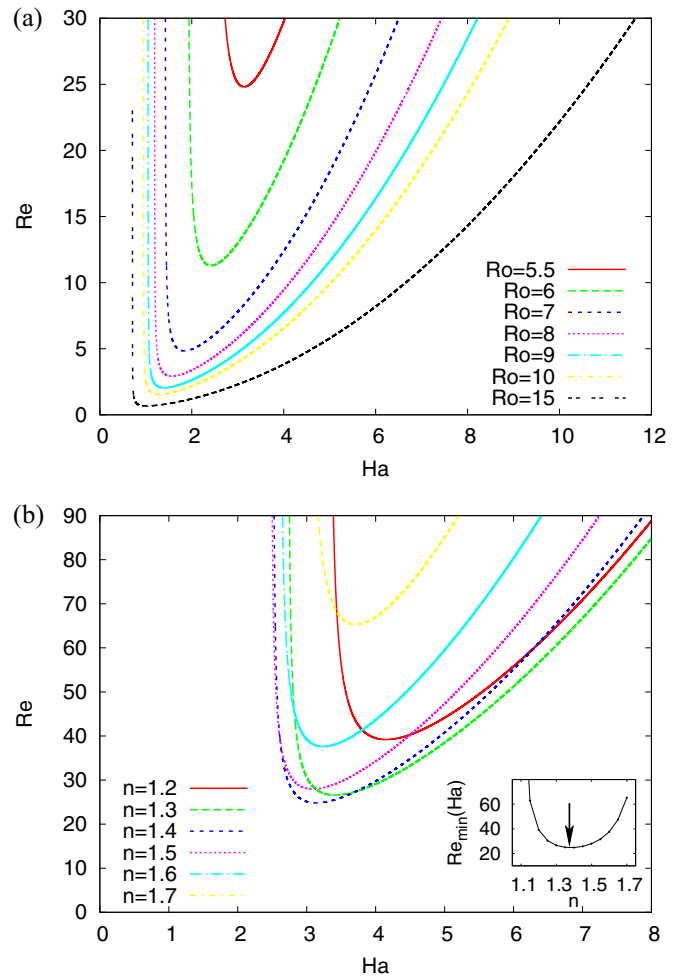 (a)
30
25
20
15
10
5
0
Re
0 2 4 6 8 10 12
Ha
Ro=5.5
Ro=6
Ro=7
Ro=8
Ro=9
Ro=10
Ro=15
(b)
90
80
70
60
50
40
30
20
10
0
Re
0 1 2 3 4 5 6 7 8
Ha
n=1.2
n=1.3
n=1.4
n=1.5
n=1.6
n=1.7
Remin(Ha)
60
40
20
1.1 1.3 1.5 1.7
n